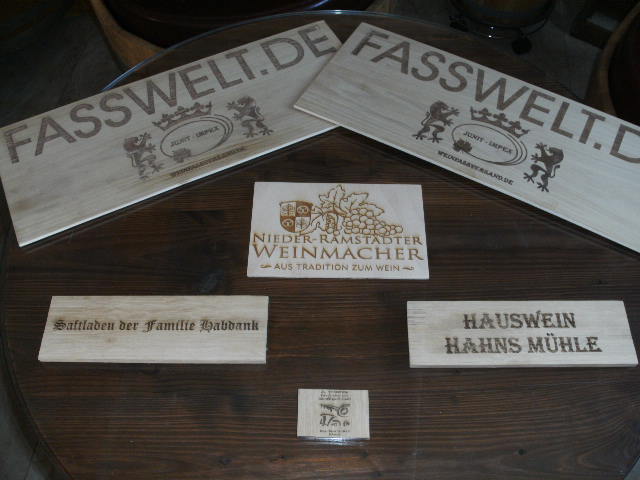 FASSWELT.DE
JUNIT - IMPEX
WEINFASSVERSAND.DE
FASSWELT.D
JUNIT - IMPEX
WEINFASSVERSAND.DE
NIEDER-RAMSTÄDTER
WEINMACHER
AUS TRADITION ZUM WEIN
Saftladen der Familie Habdank
HAUSWEIN
HAHNS MÜHLE